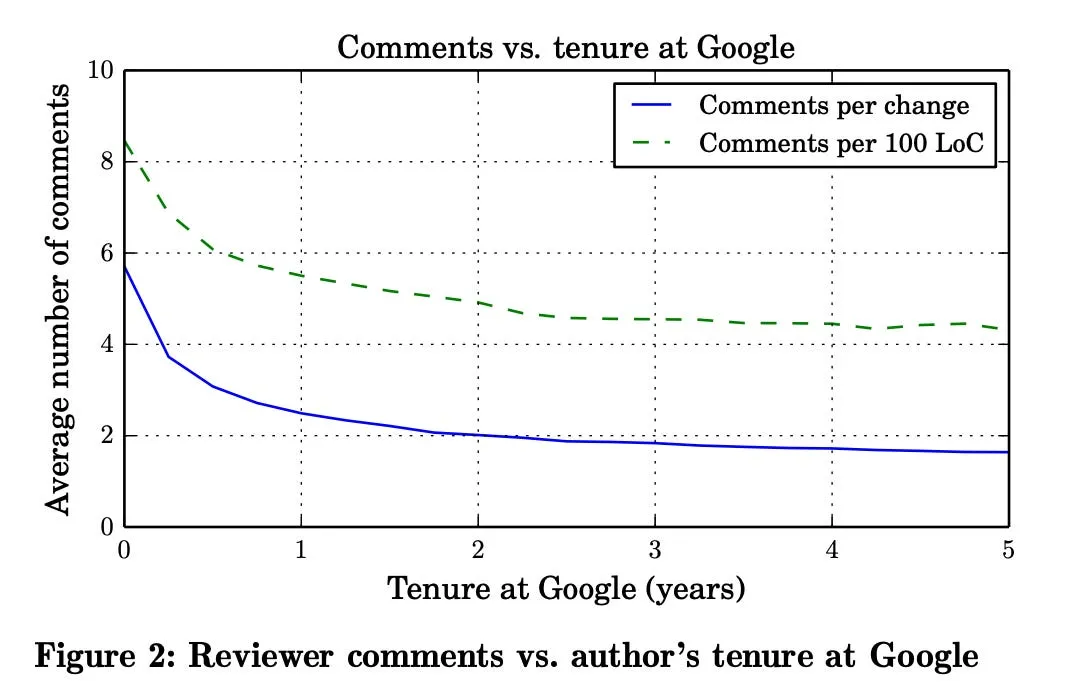 Comments vs. tenure at Google
Average number of comments
10
8
6
4
2
0
Comments per change
Comments per 100 LoC
0 1 2 3 4 5
Tenure at Google (years)
Figure 2: Reviewer comments vs. author's tenure at Google